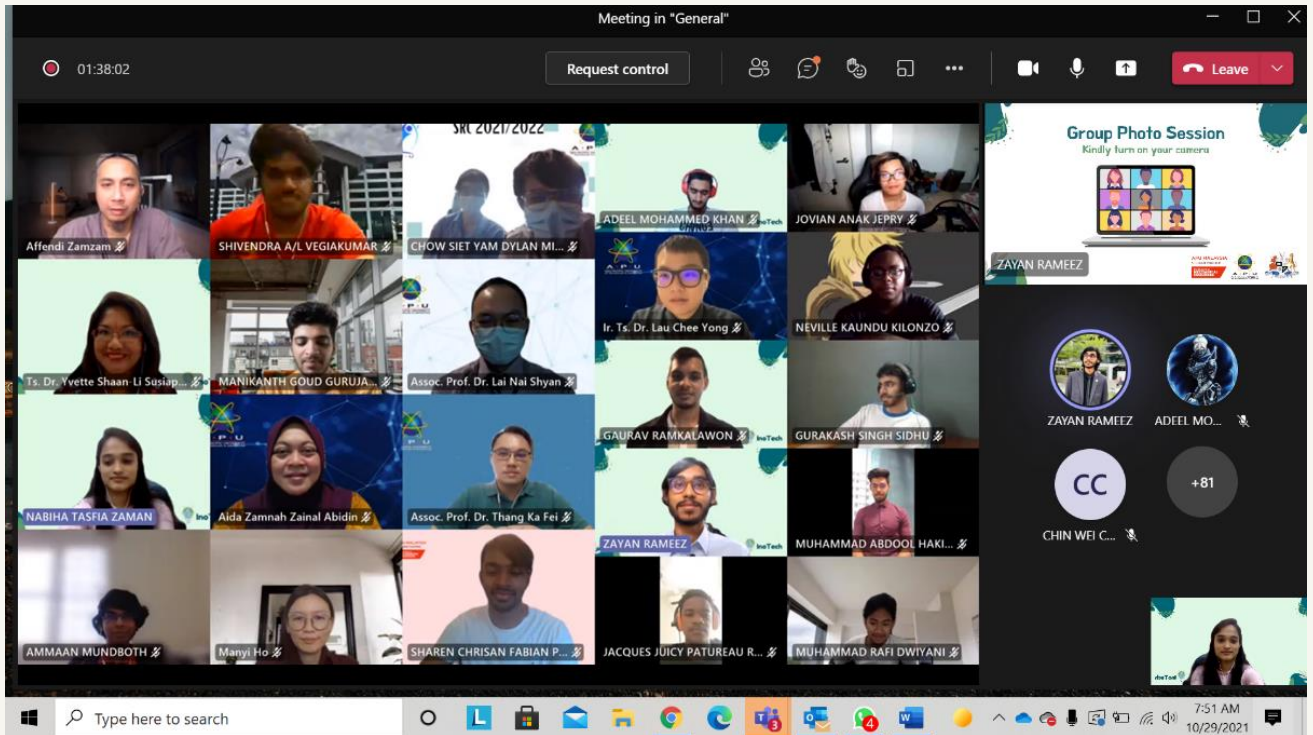 Meeting in "General"
01:38:02
Request control
Leave
SRC 2021/2022
A·P·U
Affendi Zamzam
SHIVENDRA A/L VEGIAKUMAR
CHOW SIET YAM DYLAN MI...
ADEEL MOHAMMED KHAN
InoTech
JOVIAN ANAK JEPRY
Ts. Dr. Yvette Shaan-Li Susiap...
MANIKANTH GOUD GURUJA...
Assoc. Prof. Dr. Lai Nai Shyan
A·P·U
Ir. Ts. Dr. Lau Chee Yong
NEVILLE KAUNDU KILONZO
GAURAV RAMKALAWON
InoTech
GURAKASH SINGH SIDHU
NABIHA TASFIA ZAMAN
A·P·U
Aida Zamnah Zainal Abidin
Assoc. Prof. Dr. Thang Ka Fei
ZAYAN RAMEEZ
InoTech
MUHAMMAD ABDOOL HAKI...
AMMAAN MUNDBOTH
Manyi Ho
SHAREN CHRISAN FABIAN P...
JACQUES JUICY PATUREAU R...
MUHAMMAD RAFI DWIYANI
Group Photo Session
Kindly turn on your camera
ZAYAN RAMEEZ
ZAYAN RAMEEZ
ADEEL MO...
CC
+81
CHIN WEI C...
Type here to search
L
3
4
W
7:51 AM
10/29/2021